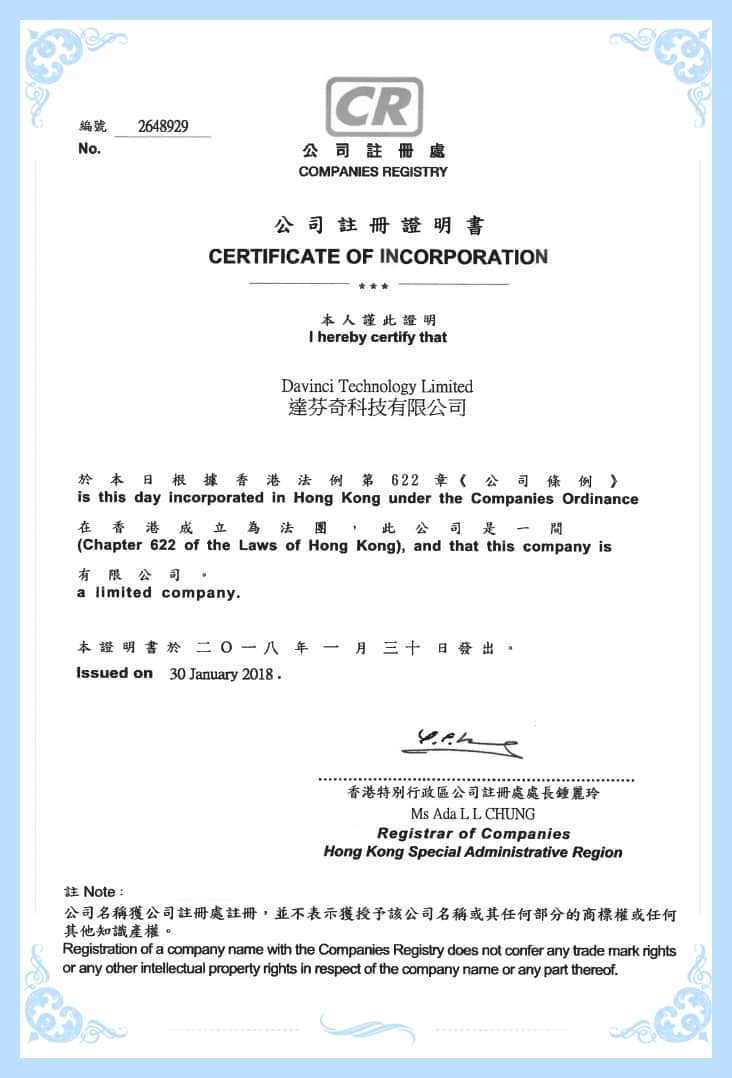 CR
編號 2648929
No.
公司註冊處
COMPANIES REGISTRY
公司註冊證明書
CERTIFICATE OF INCORPORATION
***
本人謹此證明
I hereby certify that
Davinci Technology Limited
達芬奇科技有限公司
於本日根據香港法例第622章《公司條例》
is this day incorporated in Hong Kong under the Companies Ordinance
在香港成立為法團，此公司是一間
(Chapter 622 of the Laws of Hong Kong), and that this company is
有限公司。
a limited company.
本證明書於二〇一八年一月三十日發出。
Issued on 30 January 2018.
香港特別行政區公司註冊處處長鍾麗玲
Ms Ada L L CHUNG
Registrar of Companies
Hong Kong Special Administrative Region
註 Note :
公司名稱獲公司註冊處註冊，並不表示獲授予該公司名稱或其任何部分的商標權或任何
其他知識產權。
Registration of a company name with the Companies Registry does not confer any trade mark rights
or any other intellectual property rights in respect of the company name or any part thereof.